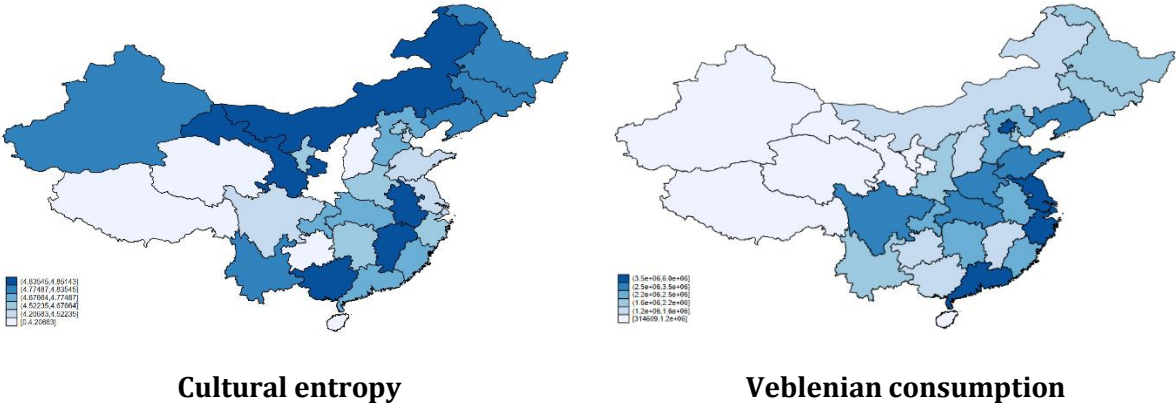 (4.83545,4.85143]
(4.77487,4.83545]
(4.67664,4.77487]
(4.52235,4.67664]
(4.20683,4.52235]
[0,4.20683]
(3.5e+06,6.0e+06]
(2.5e+06,3.5e+06]
(2.2e+06,2.5e+06]
(1.6e+06,2.2e+06]
(1.2e+06,1.6e+06]
[314609,1.2e+06]
Cultural entropy
Veblenian consumption